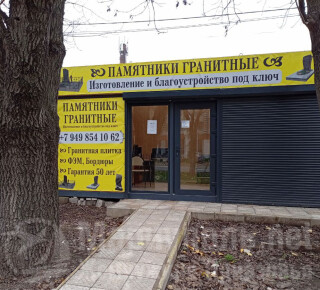 ПАМЯТНИКИ ГРАНИТНЫЕ
Изготовление и благоустройство под ключ
ПАМЯТНИКИ
ГРАНИТНЫЕ
+7 949 854 10 62
Гранитная плитка
ФЭМ, Бордюры
Гарантия 50 лет